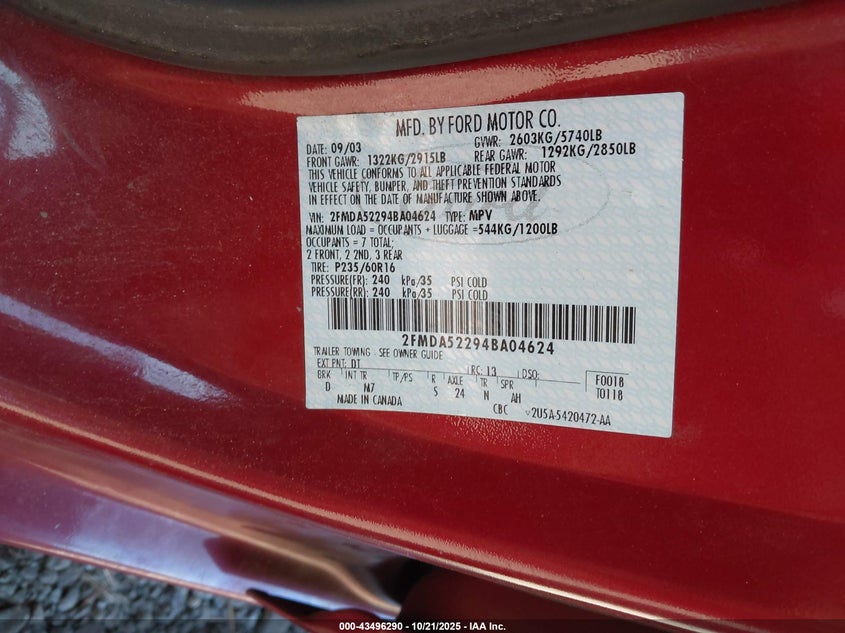 MFD. BY FORD MOTOR CO.
DATE: 09/03 GVWR: 2603KG/5740LB
FRONT GAWR: 1322KG/2915LB REAR GAWR: 1292KG/2850LB
THIS VEHICLE CONFORMS TO ALL APPLICABLE FEDERAL MOTOR
VEHICLE SAFETY, BUMPER, AND THEFT PREVENTION STANDARDS
IN EFFECT ON THE DATE OF MANUFACTURE SHOWN ABOVE.
VIN: 2FMDA52294BA04624 TYPE: MPV
MAXIMUM LOAD = OCCUPANTS + LUGGAGE =544KG/1200LB
OCCUPANTS = 7 TOTAL;
2 FRONT, 2 2ND, 3 REAR
TIRE: P235/60R16
PRESSURE(FR): 240 kPa/35 PSI COLD
PRESSURE(RR): 240 kPa/35 PSI COLD
2FMDA52294BA04624
TRAILER TOWING - SEE OWNER GUIDE
EXT PNT: DT RC: 13 DSO:
BRK INT TR TP/PS R AXLE TR SPR F0018
D M7 S 24 N AH T0118
MADE IN CANADA CBC v2U5A-5420472-AA
000-43496290 - 10/21/2025 - IAA Inc.